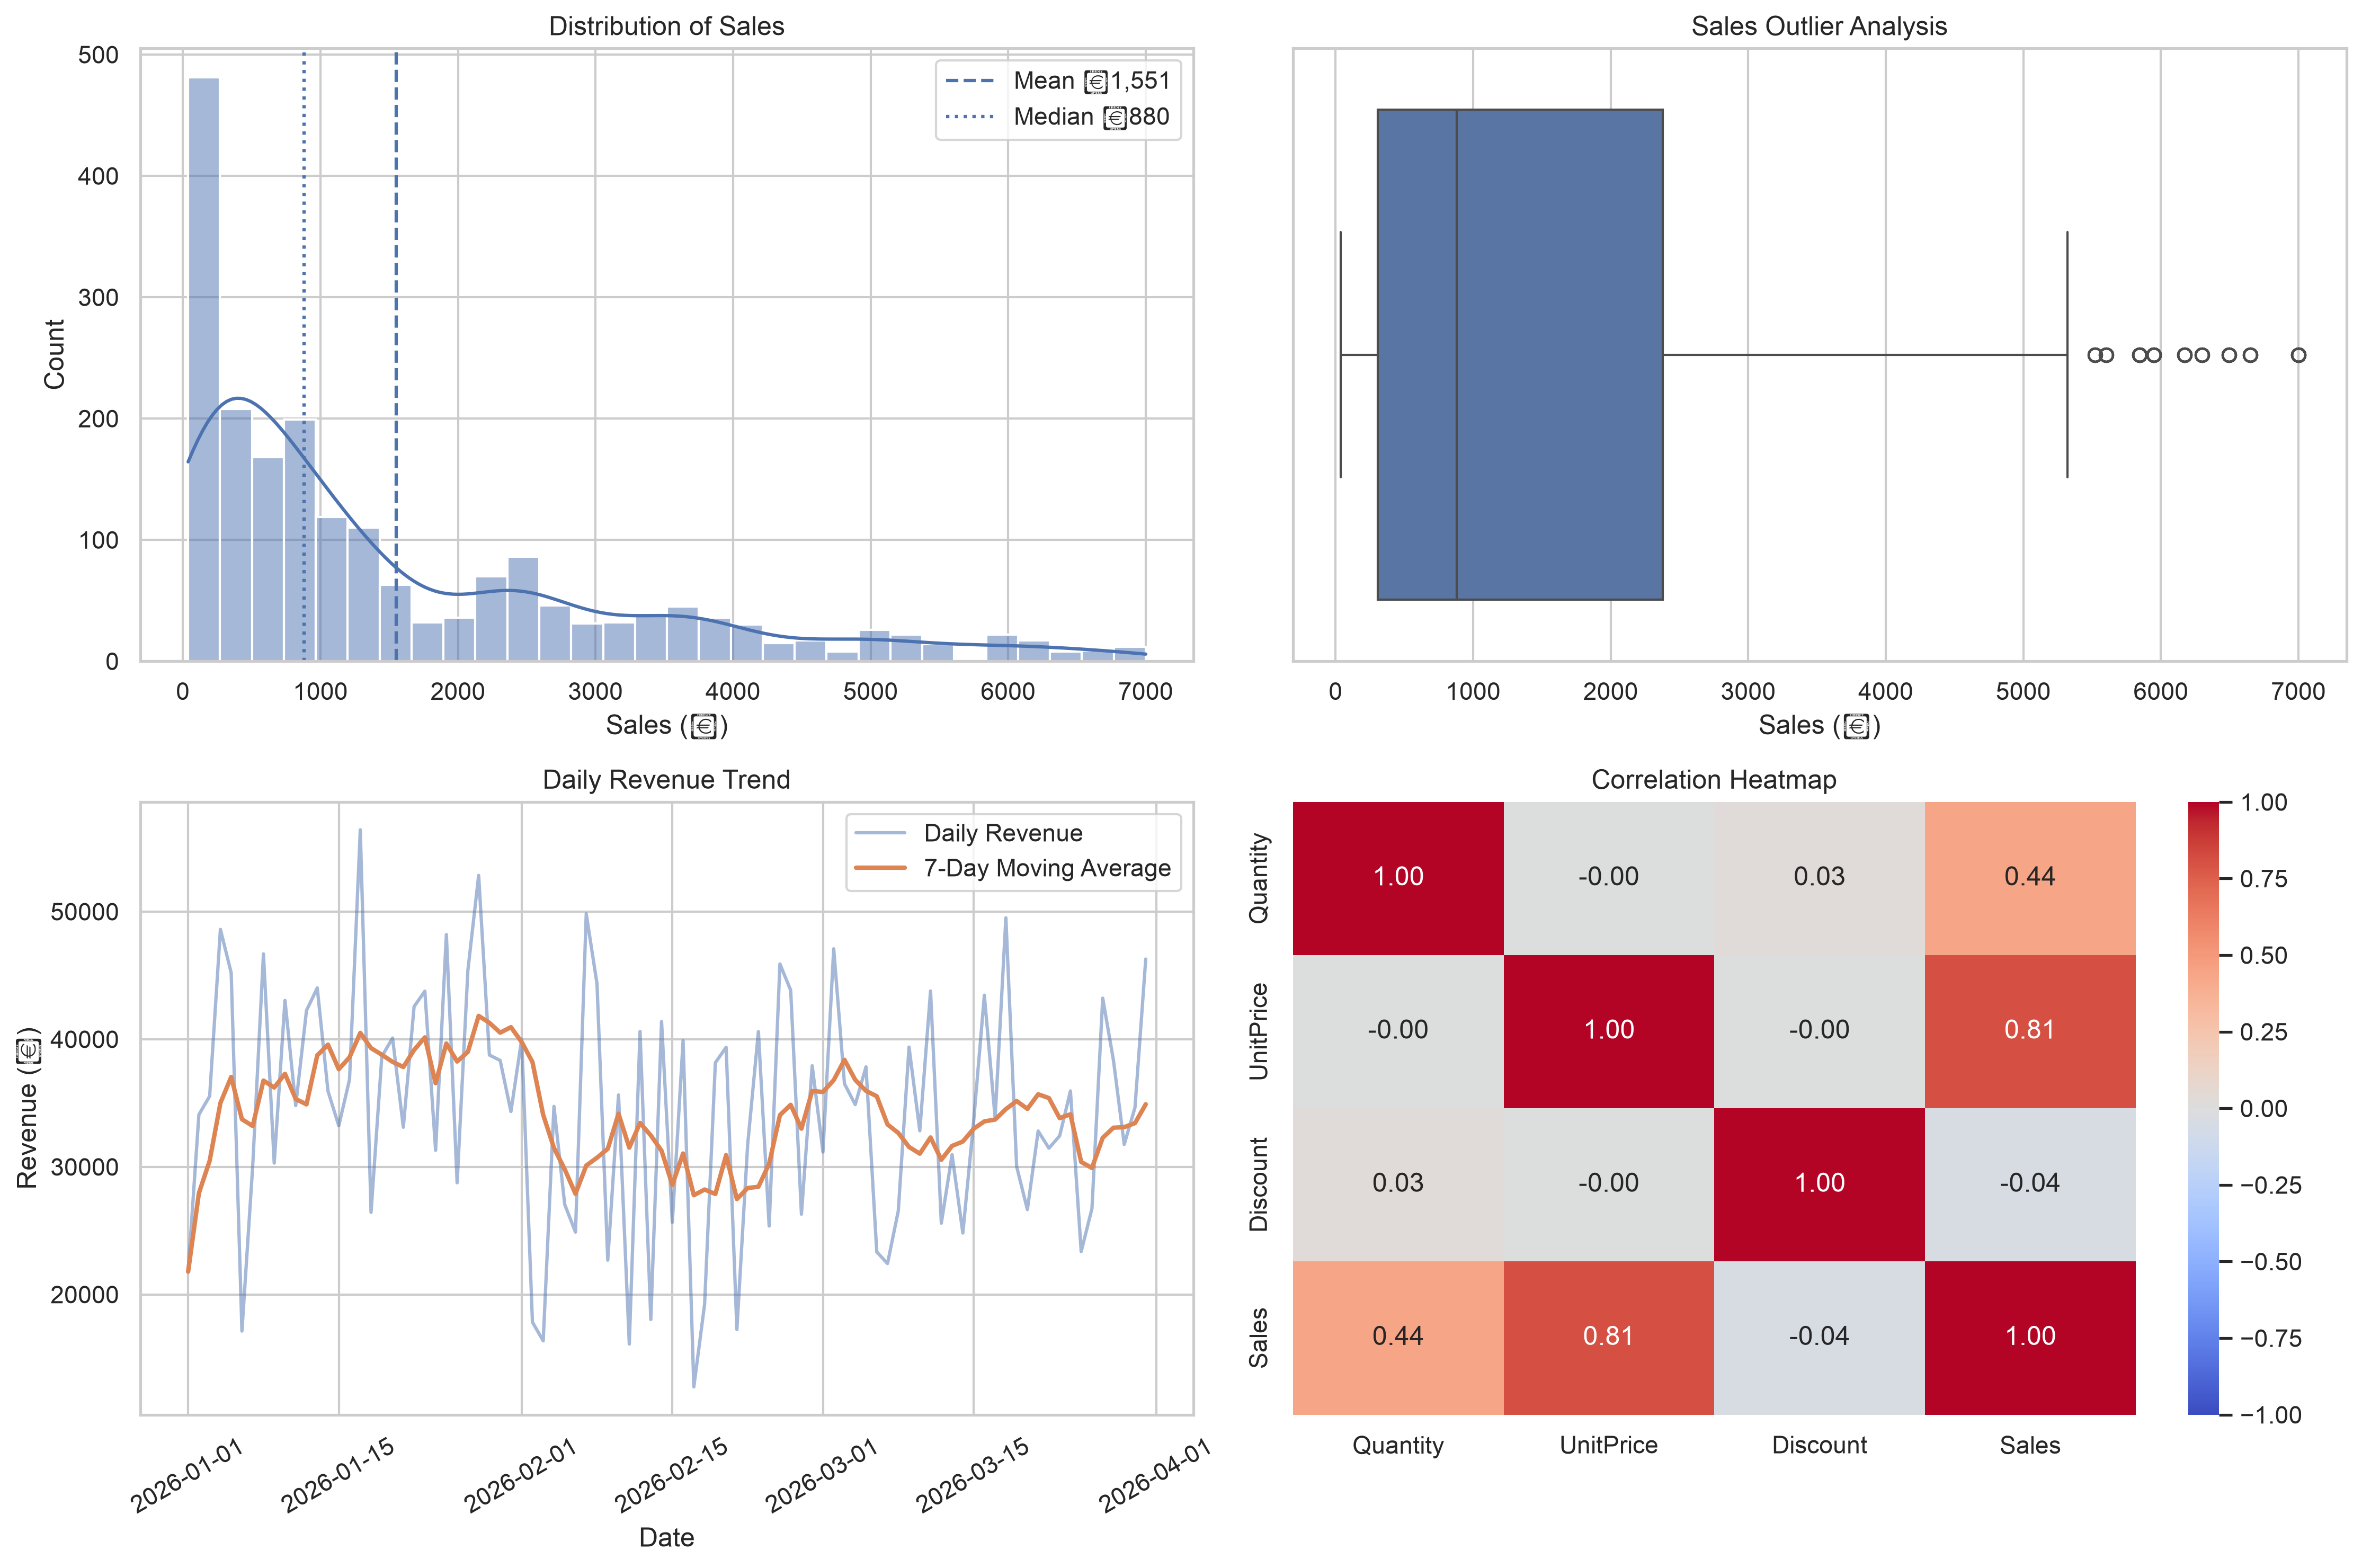 Distribution of Sales
500
400
300
200
100
0
Count
Mean €1,551
Median €880
0 1000 2000 3000 4000 5000 6000 7000
Sales (€)
Sales Outlier Analysis
0 1000 2000 3000 4000 5000 6000 7000
Sales (€)
Daily Revenue Trend
Daily Revenue
7-Day Moving Average
50000
40000
30000
20000
Revenue (€)
2026-01-01 2026-01-15 2026-02-01 2026-02-15 2026-03-01 2026-03-15 2026-04-01
Date
Correlation Heatmap
Quantity 1.00 -0.00 0.03 0.44
UnitPrice -0.00 1.00 -0.00 0.81
Discount 0.03 -0.00 1.00 -0.04
Sales 0.44 0.81 -0.04 1.00
Quantity UnitPrice Discount Sales
1.00
0.75
0.50
0.25
0.00
−0.25
−0.50
−0.75
−1.00